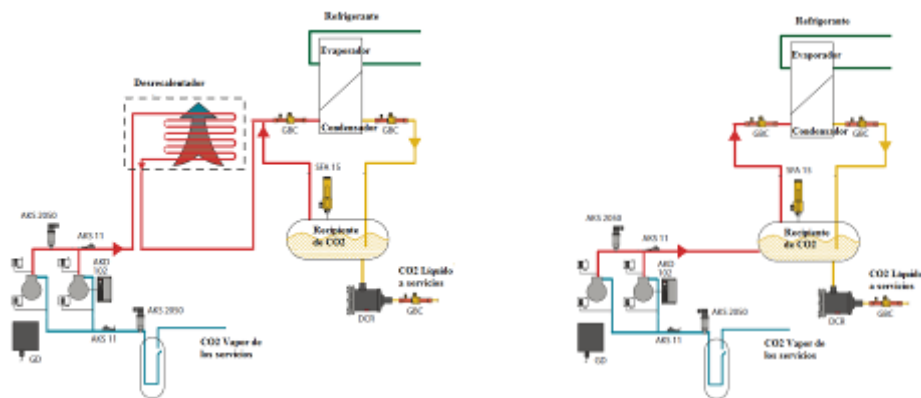 Refrigerante
Evaporador
Desrecalentador
GBC
Condensador
GBC
SFA 15
AKS 2050
AKS 11
Recipiente
de CO2
AKD
102
CO2 Líquido
a servicios
DCR
GBC
AKS 2050
AKS 11
CO2 Vapor de
los servicios
GD
Refrigerante
Evaporador
GBC
Condensador
GBC
SFA 15
AKS 2050
AKS 11
Recipiente
de CO2
AKD
102
CO2 Líquido
a servicios
DCR
GBC
AKS 2050
AKS 11
CO2 Vapor de
los servicios
GD